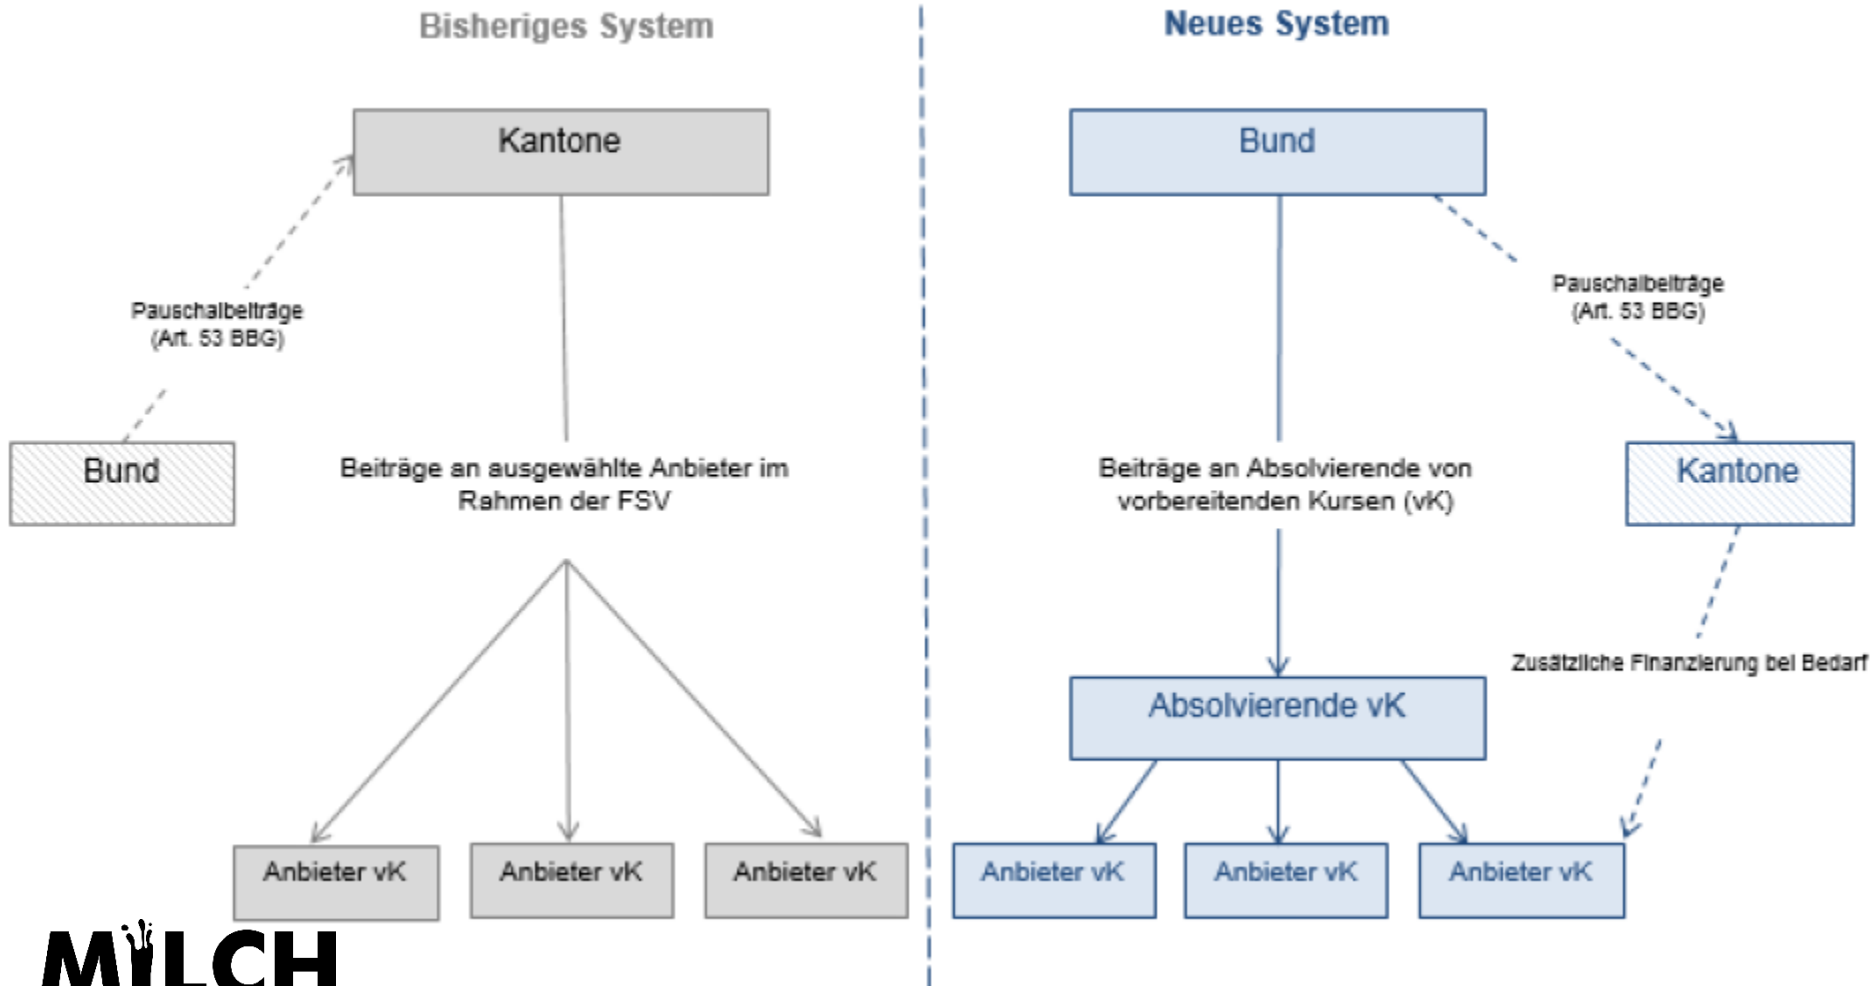 Bisheriges System
Kantone
Pauschalbeiträge
(Art. 53 BBG)
Bund
Beiträge an ausgewählte Anbieter im
Rahmen der FSV
Anbieter vK
Anbieter vK
Anbieter vK
Neues System
Bund
Pauschalbeiträge
(Art. 53 BBG)
Beiträge an Absolvierende von
vorbereitenden Kursen (vK)
Kantone
Zusätzliche Finanzierung bei Bedarf
Absolvierende vK
Anbieter vK
Anbieter vK
Anbieter vK
MILCH